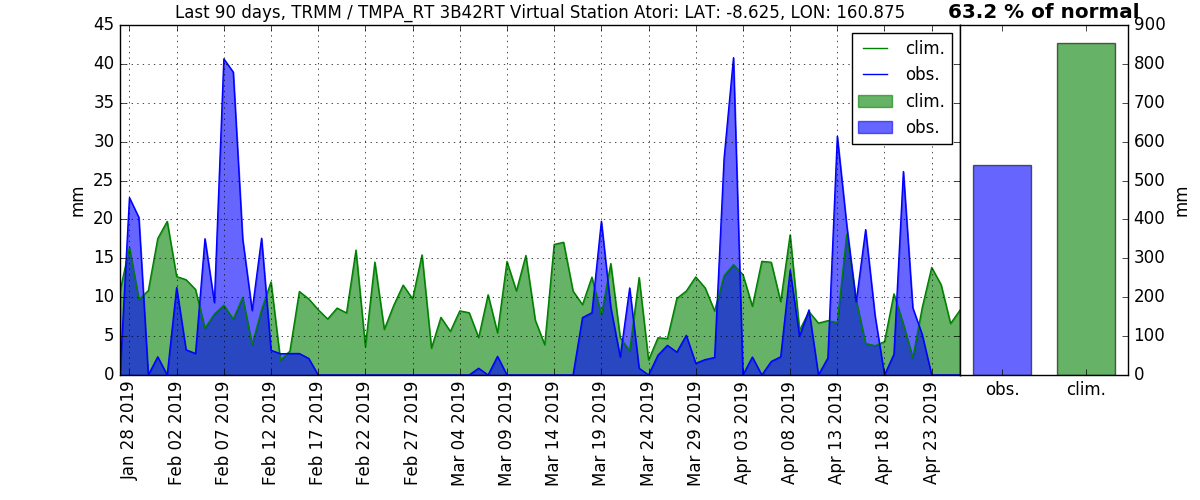 Last 90 days, TRMM / TMPA_RT 3B42RT Virtual Station Atori: LAT: -8.625, LON: 160.875
63.2 % of normal
45
40
35
30
25
20
15
10
5
0
mm
clim.
obs.
clim.
obs.
900
800
700
600
500
400
300
200
100
0
mm
Jan 28 2019
Feb 02 2019
Feb 07 2019
Feb 12 2019
Feb 17 2019
Feb 22 2019
Feb 27 2019
Mar 04 2019
Mar 09 2019
Mar 14 2019
Mar 19 2019
Mar 24 2019
Mar 29 2019
Apr 03 2019
Apr 08 2019
Apr 13 2019
Apr 18 2019
Apr 23 2019
obs.
clim.